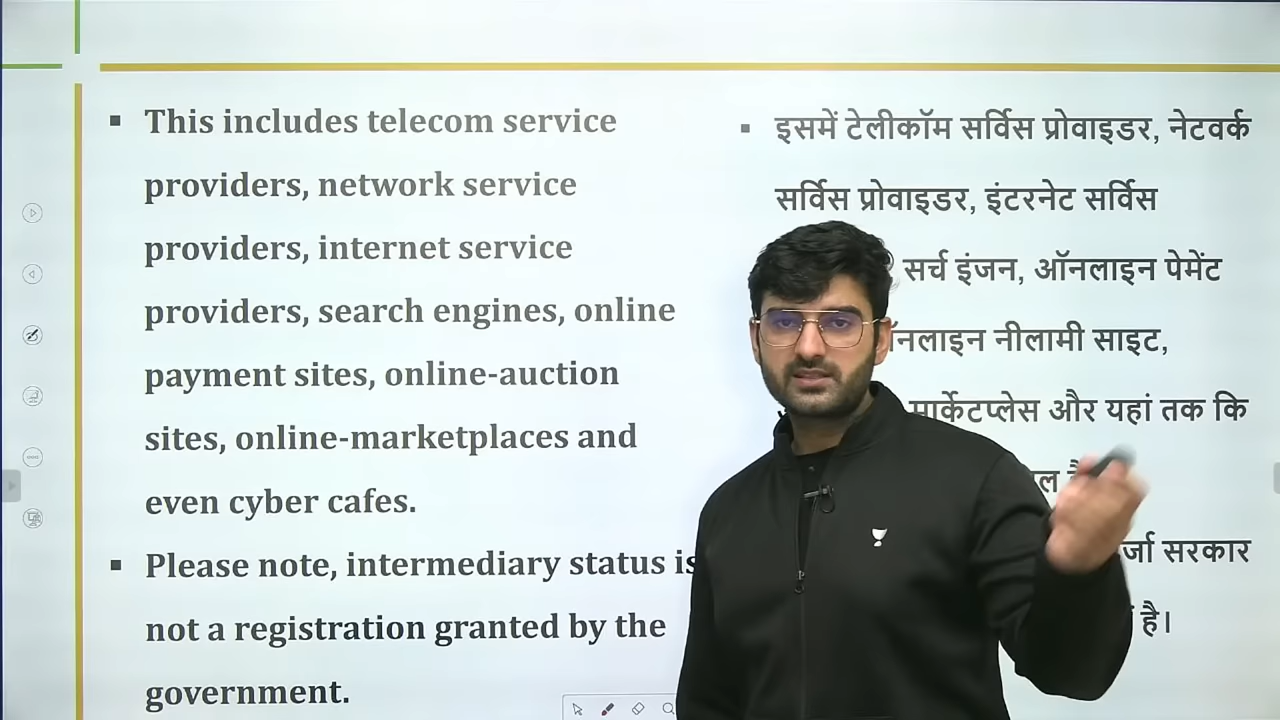 This includes telecom service
providers, network service
providers, internet service
providers, search engines, online
payment sites, online-auction
sites, online-marketplaces and
even cyber cafes.
Please note, intermediary status is
not a registration granted by the
government.
इसमें टेलीकॉम सर्विस प्रोवाइडर, नेटवर्क
सर्विस प्रोवाइडर, इंटरनेट सर्विस
सर्च इंजन, ऑनलाइन पेमेंट
नीलामी साइट,
मार्केटप्लेस और यहां तक कि
सरकार
है।